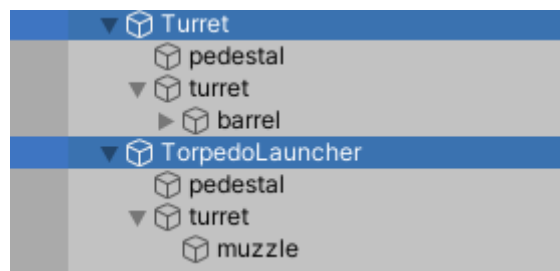 Turret
pedestal
turret
barrel
TorpedoLauncher
pedestal
turret
muzzle